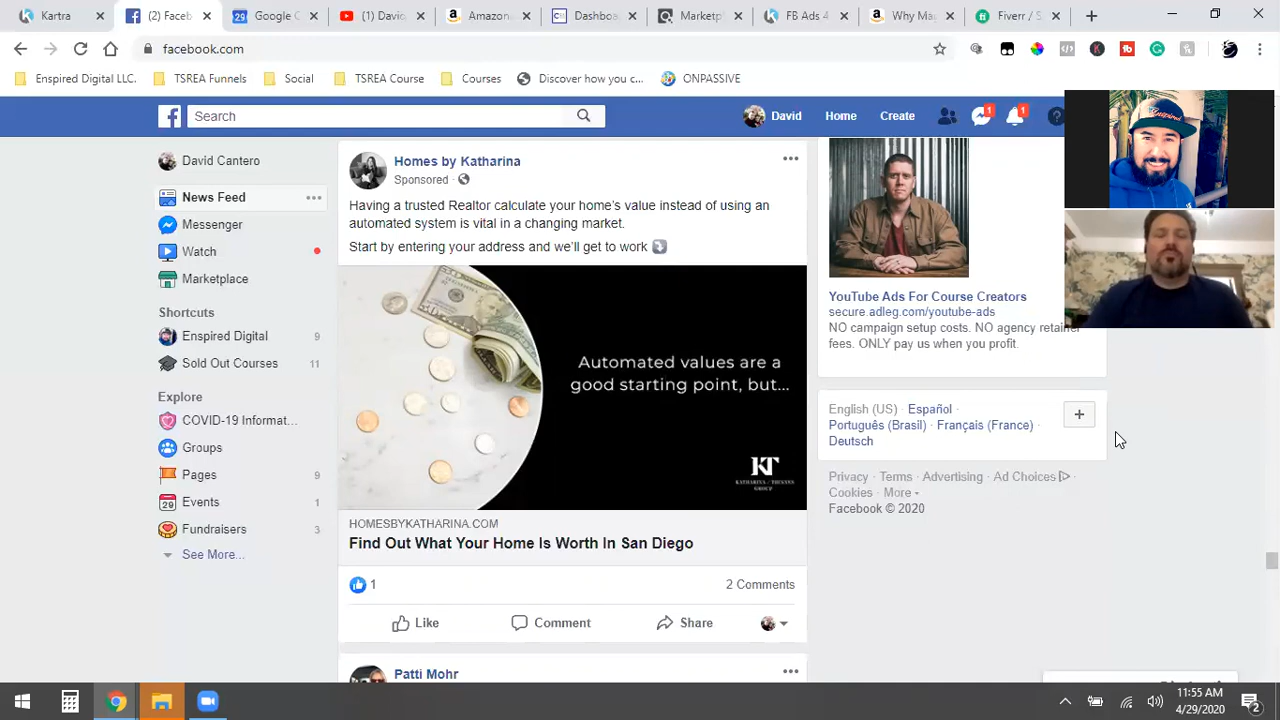 Kartra
(2) Faceb
Google C
(1) David
Amazon
Dashboa
Marketp
FB Ads 4
Why Mau
Fiverr / S
facebook.com
Enspired Digital LLC.
TSREA Funnels
Social
TSREA Course
Courses
Discover how you c...
ONPASSIVE
Search
David
Home
Create
1
1
David Cantero
News Feed
Messenger
Watch
Marketplace
Shortcuts
Enspired Digital 9
Sold Out Courses 11
Explore
COVID-19 Informat...
Groups
Pages 9
Events 1
Fundraisers 3
See More...
Homes by Katharina
Sponsored ·
Having a trusted Realtor calculate your home's value instead of using an
automated system is vital in a changing market.
Start by entering your address and we'll get to work
Automated values are a
good starting point, but...
KT
GROUP
HOMESBYKATHARINA.COM
Find Out What Your Home Is Worth In San Diego
1
2 Comments
Like
Comment
Share
Patti Mohr
YouTube Ads For Course Creators
secure.adleg.com/youtube-ads
NO campaign setup costs. NO agency retainer
fees. ONLY pay us when you profit.
English (US) · Español ·
Português (Brasil) · Français (France) ·
Deutsch
Privacy · Terms · Advertising · Ad Choices ·
Cookies · More
Facebook © 2020
11:55 AM
4/29/2020
2